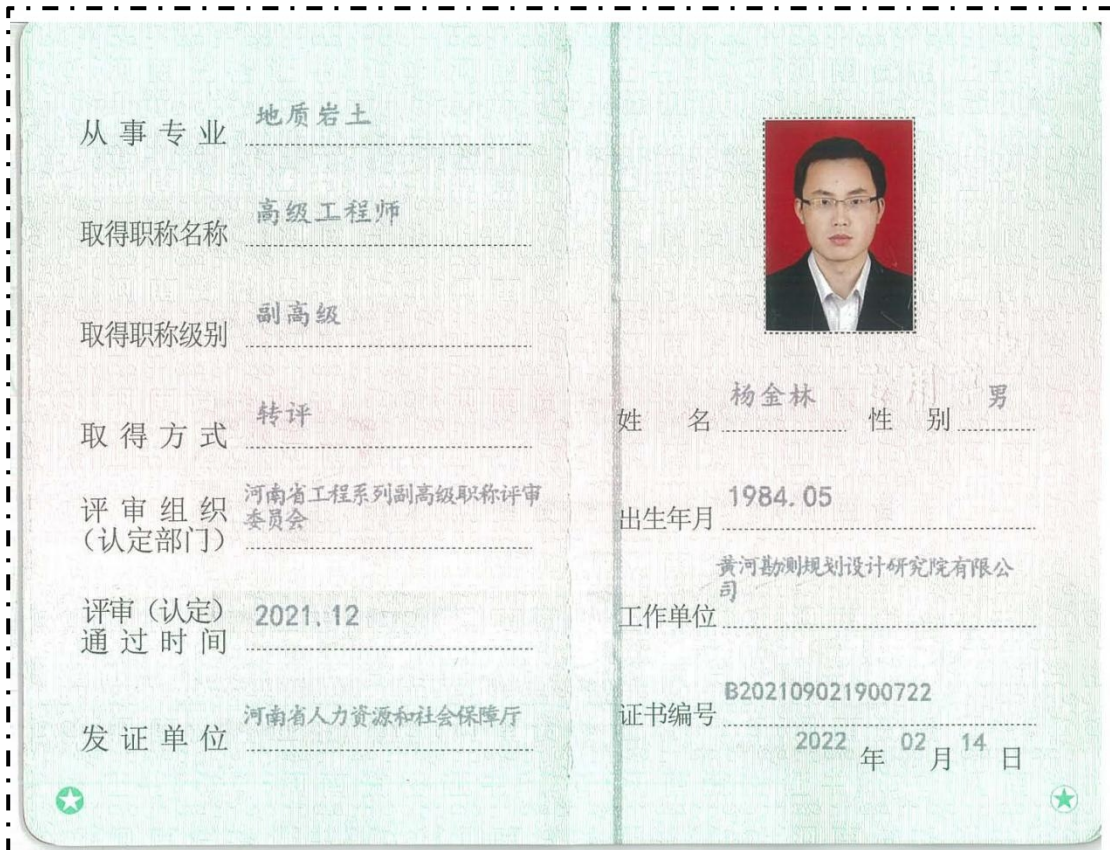 从事专业 地质岩土
取得职称名称 高级工程师
取得职称级别 副高级
取得方式 转评
评审组织 河南省工程系列副高级职称评审
(认定部门) 委员会
评审(认定)
通过时间 2021.12
发证单位 河南省人力资源和社会保障厅
姓名 杨金林 性别 男
出生年月 1984.05
黄河勘测规划设计研究院有限公
司
工作单位
证书编号 B202109021900722
2022 年 02 月 14 日